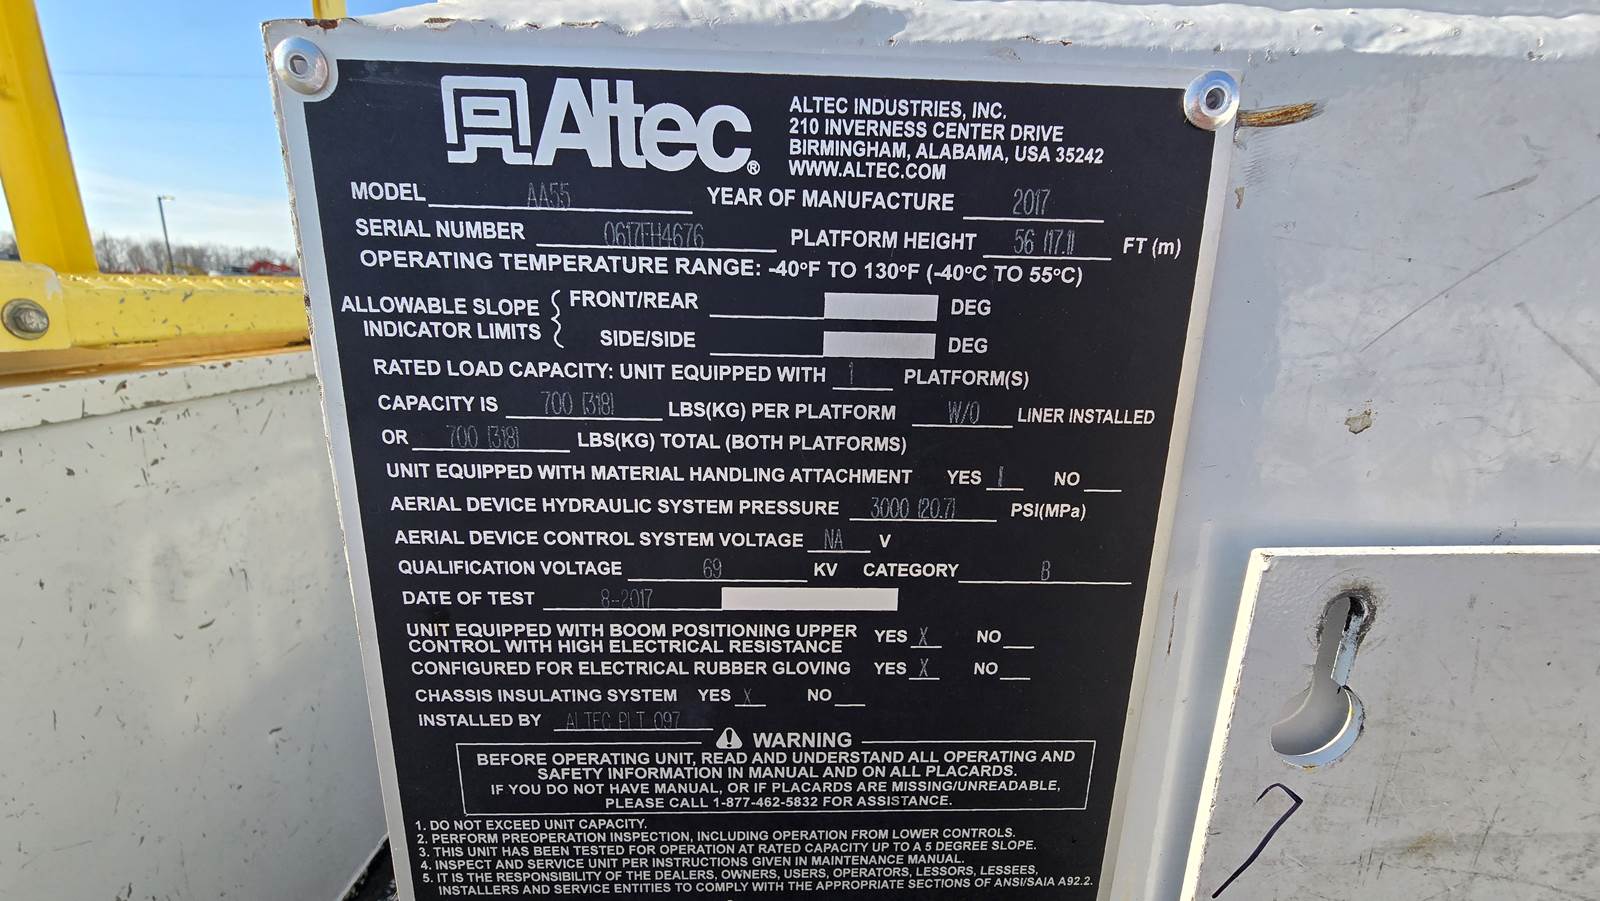 Altec®
ALTEC INDUSTRIES, INC.
210 INVERNESS CENTER DRIVE
BIRMINGHAM, ALABAMA, USA 35242
WWW.ALTEC.COM
MODEL AA55 YEAR OF MANUFACTURE 2017
SERIAL NUMBER 0617FH4676 PLATFORM HEIGHT 56 (17.1) FT (m)
OPERATING TEMPERATURE RANGE: -40°F TO 130°F (-40°C TO 55°C)
ALLOWABLE SLOPE INDICATOR LIMITS { FRONT/REAR DEG
SIDE/SIDE DEG
RATED LOAD CAPACITY: UNIT EQUIPPED WITH 1 PLATFORM(S)
CAPACITY IS 700 (318) LBS(KG) PER PLATFORM W/O LINER INSTALLED
OR 700 (318) LBS(KG) TOTAL (BOTH PLATFORMS)
UNIT EQUIPPED WITH MATERIAL HANDLING ATTACHMENT YES NO
AERIAL DEVICE HYDRAULIC SYSTEM PRESSURE 3000 (20.7) PSI(MPa)
AERIAL DEVICE CONTROL SYSTEM VOLTAGE NA V
QUALIFICATION VOLTAGE 69 KV CATEGORY B
DATE OF TEST 8-2017
UNIT EQUIPPED WITH BOOM POSITIONING UPPER
CONTROL WITH HIGH ELECTRICAL RESISTANCE YES X NO
CONFIGURED FOR ELECTRICAL RUBBER GLOVING YES X NO
CHASSIS INSULATING SYSTEM YES X NO
INSTALLED BY ALTEC PLT 097
WARNING
BEFORE OPERATING UNIT, READ AND UNDERSTAND ALL OPERATING AND
SAFETY INFORMATION IN MANUAL AND ON ALL PLACARDS.
IF YOU DO NOT HAVE MANUAL, OR IF PLACARDS ARE MISSING/UNREADABLE,
PLEASE CALL 1-877-462-5832 FOR ASSISTANCE.
1. DO NOT EXCEED UNIT CAPACITY.
2. PERFORM PREOPERATION INSPECTION, INCLUDING OPERATION FROM LOWER CONTROLS.
3. THIS UNIT HAS BEEN TESTED FOR OPERATION AT RATED CAPACITY UP TO A 5 DEGREE SLOPE.
4. INSPECT AND SERVICE UNIT PER INSTRUCTIONS GIVEN IN MAINTENANCE MANUAL.
5. IT IS THE RESPONSIBILITY OF THE DEALERS, OWNERS, USERS, OPERATORS, LESSORS, LESSEES,
INSTALLERS AND SERVICE ENTITIES TO COMPLY WITH THE APPROPRIATE SECTIONS OF ANSI/SAIA A92.2.